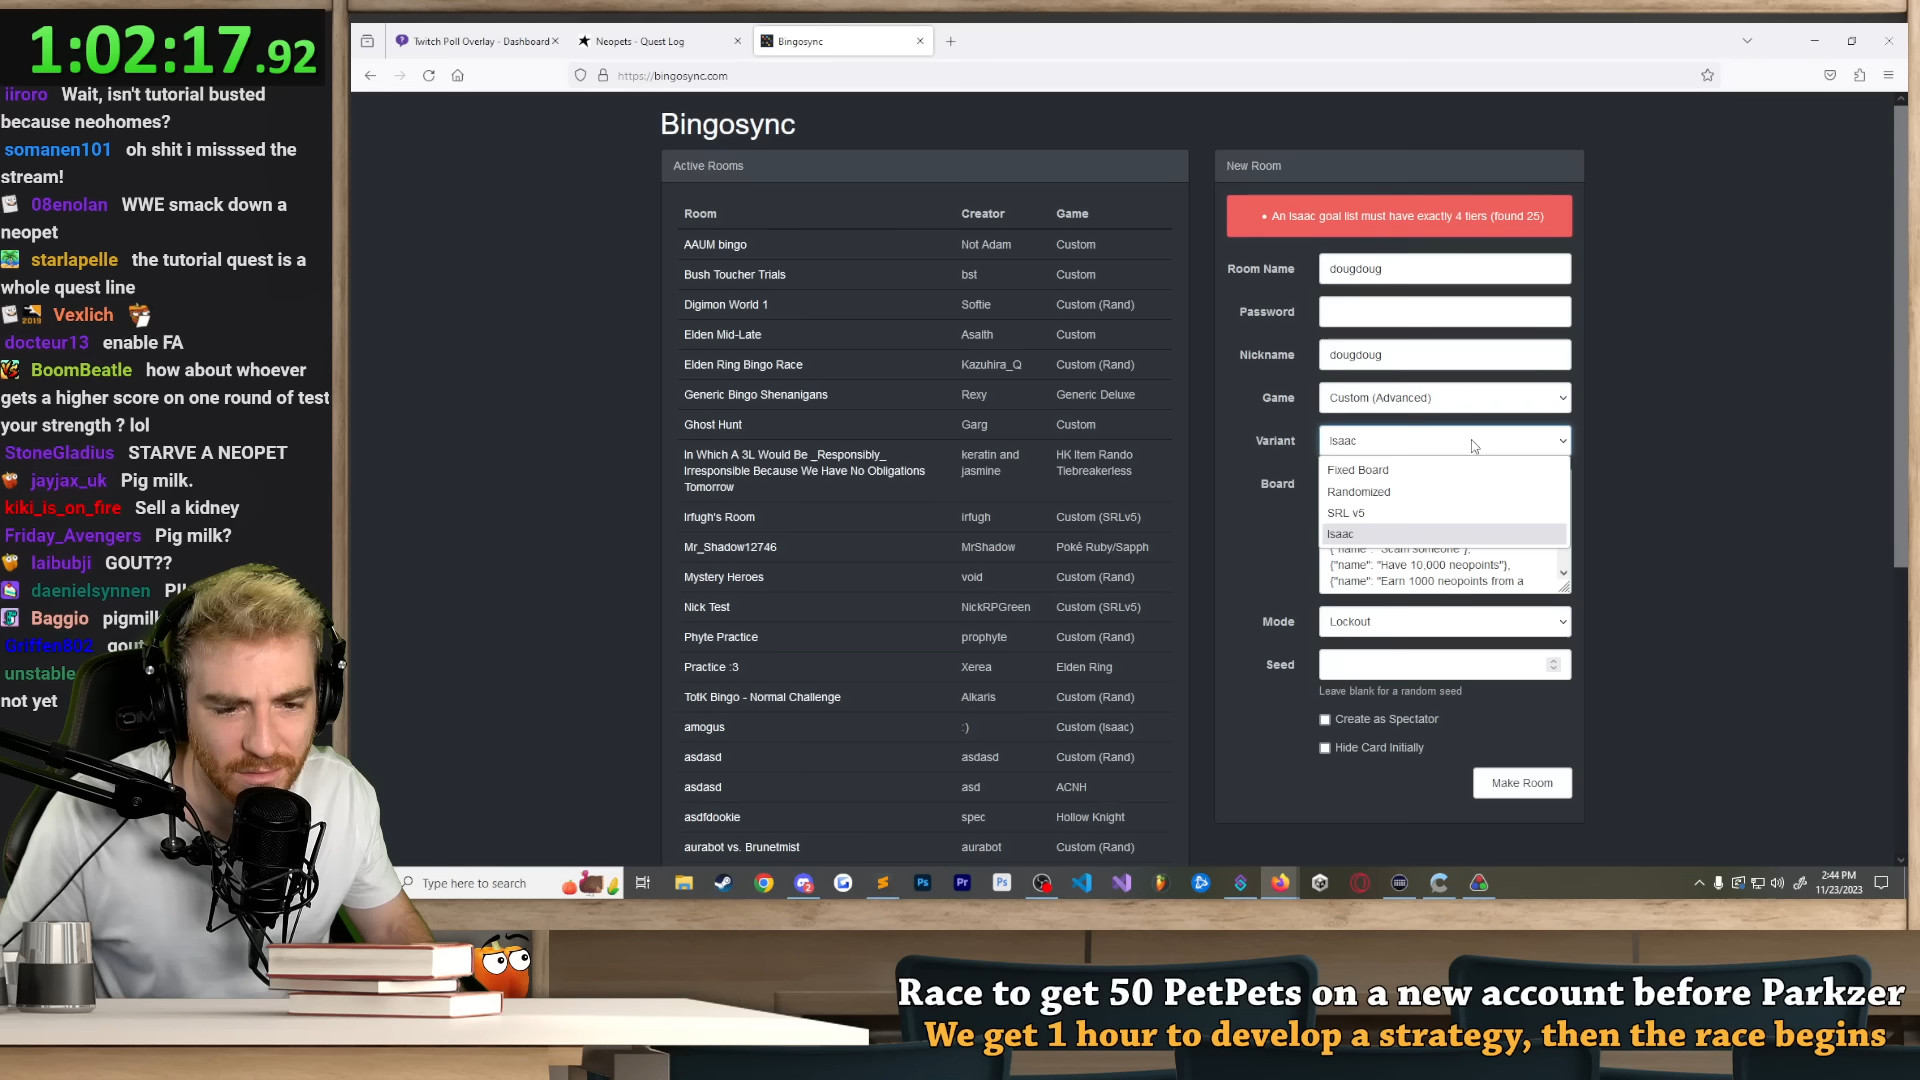 1:02:17.92
iiroro Wait, isn't tutorial busted
because neohomes?
somanen101 oh shit i misssed the
stream!
08enolan WWE smack down a
neopet
starlapelle the tutorial quest is a
whole quest line
Vexlich
docteur13 enable FA
BoomBeatle how about whoever
gets a higher score on one round of test
your strength ? lol
StoneGladius STARVE A NEOPET
jayjax_uk Pig milk.
kiki_is_on_fire Sell a kidney
Friday_Avengers Pig milk?
laibubji GOUT??
daenielsynnen
Baggio pigmilk
Griffen802 gout
unstable
not yet
Twitch Poll Overlay - Dashboard
Neopets - Quest Log
Bingosync
https://bingosync.com
Bingosync
Active Rooms
Room Creator Game
AAUM bingo Not Adam Custom
Bush Toucher Trials bst Custom
Digimon World 1 Softie Custom (Rand)
Elden Mid-Late Asalth Custom
Elden Ring Bingo Race Kazuhira_Q Custom (Rand)
Generic Bingo Shenanigans Rexy Generic Deluxe
Ghost Hunt Garg Custom
In Which A 3L Would Be _Responsibly_ keratin and HK Item Rando
Irresponsible Because We Have No Obligations jasmine Tiebreakerless
Tomorrow
Irfugh's Room irfugh Custom (SRLv5)
Mr_Shadow12746 MrShadow Poké Ruby/Sapph
Mystery Heroes void Custom (Rand)
Nick Test NickRPGreen Custom (SRLv5)
Phyte Practice prophyte Custom (Rand)
Practice :3 Xerea Elden Ring
TotK Bingo - Normal Challenge Alkaris Custom (Rand)
amogus :) Custom (Isaac)
asdasd asdasd Custom (Rand)
asdasd asd ACNH
asdfdookie spec Hollow Knight
aurabot vs. Brunetmist aurabot Custom (Rand)
New Room
• An Isaac goal list must have exactly 4 tiers (found 25)
Room Name dougdoug
Password
Nickname dougdoug
Game Custom (Advanced)
Variant Isaac
Fixed Board
Board
Randomized
SRL v5
Isaac
{"name": "Scam someone"},
{"name": "Have 10,000 neopoints"},
{"name": "Earn 1000 neopoints from a
Mode Lockout
Seed
Leave blank for a random seed
Create as Spectator
Hide Card Initially
Make Room
Type here to search
2:44 PM
11/23/2023
Race to get 50 PetPets on a new account before Parkzer
We get 1 hour to develop a strategy, then the race begins